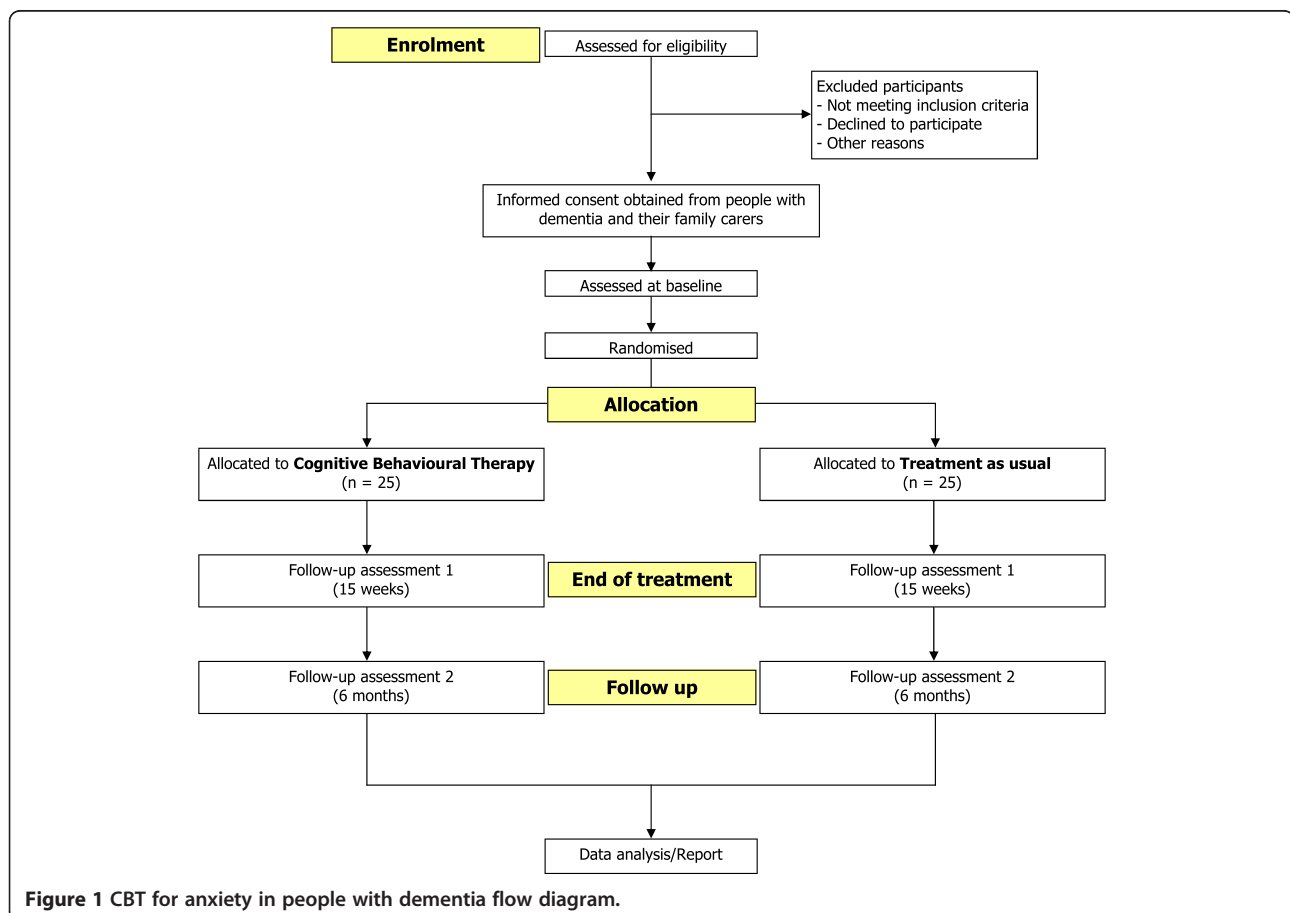 Enrolment
Assessed for eligibility
Excluded participants
- Not meeting inclusion criteria
- Declined to participate
- Other reasons
Informed consent obtained from people with
dementia and their family carers
Assessed at baseline
Randomised
Allocation
Allocated to Cognitive Behavioural Therapy
(n = 25)
Allocated to Treatment as usual
(n = 25)
Follow-up assessment 1
(15 weeks)
End of treatment
Follow-up assessment 1
(15 weeks)
Follow-up assessment 2
(6 months)
Follow up
Follow-up assessment 2
(6 months)
Data analysis/Report
Figure 1 CBT for anxiety in people with dementia flow diagram.